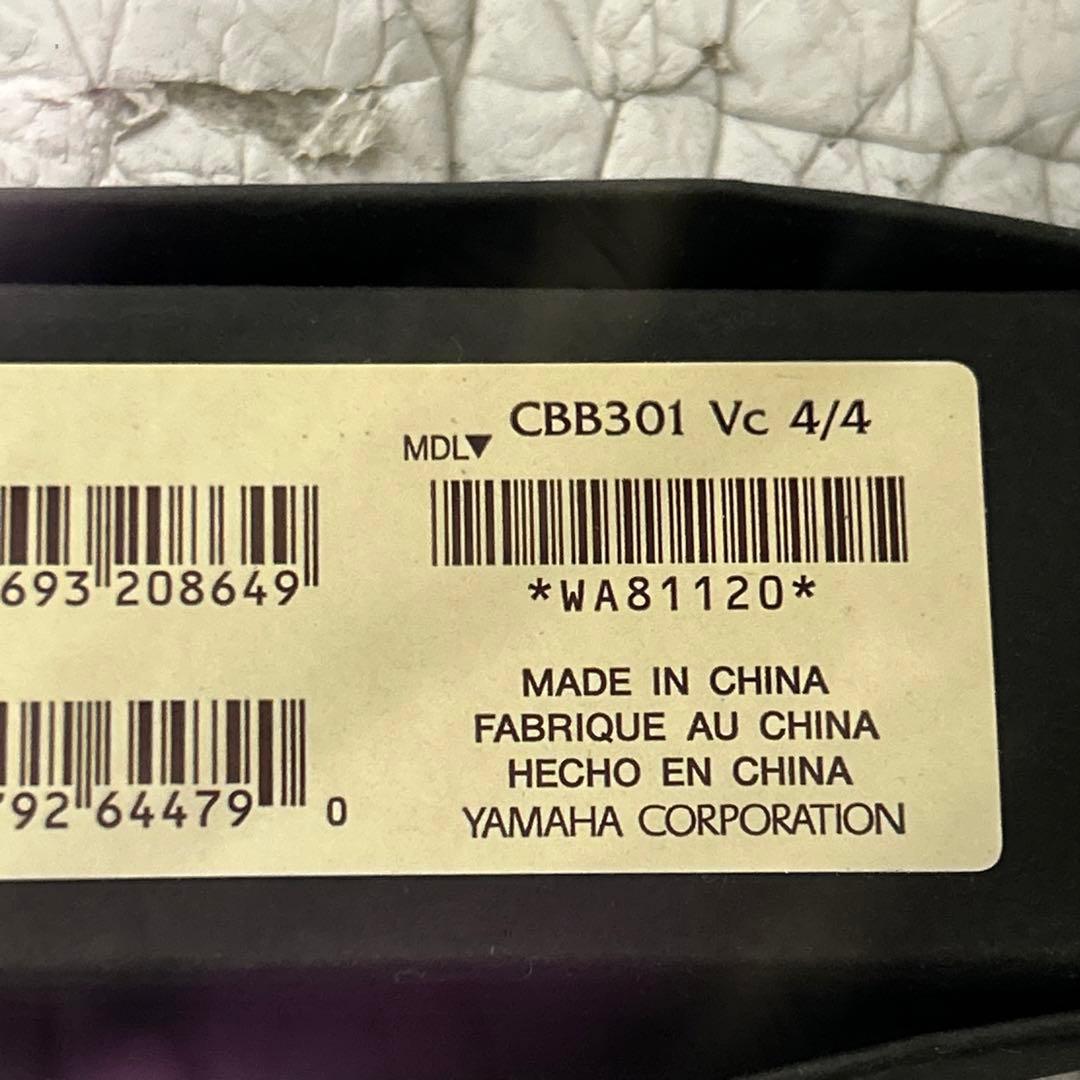 CBB301 Vc 4/4
MDL▼
693 208649
*WA81120*
MADE IN CHINA
FABRIQUE AU CHINA
HECHO EN CHINA
92 64479 0
YAMAHA CORPORATION